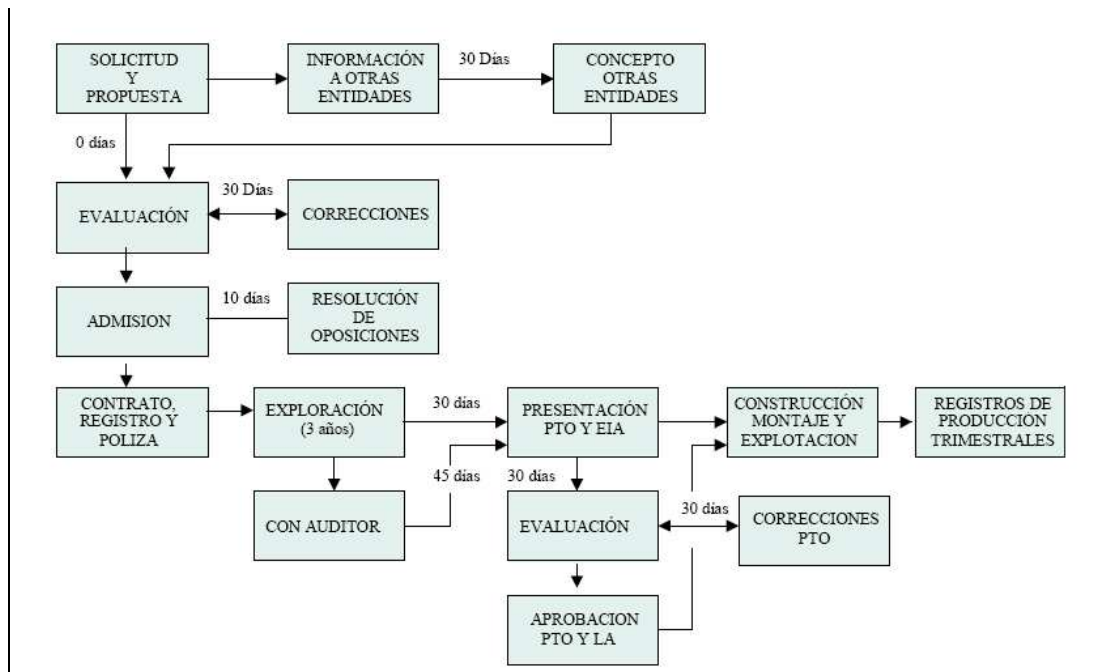 SOLICITUD
Y
PROPUESTA
INFORMACIÓN
A OTRAS
ENTIDADES
30 Días
CONCEPTO
OTRAS
ENTIDADES
0 días
EVALUACIÓN
30 Días
CORRECCIONES
ADMISION
10 días
RESOLUCIÓN
DE
OPOSICIONES
CONTRATO,
REGISTRO Y
POLIZA
EXPLORACIÓN
(3 años)
30 días
PRESENTACIÓN
PTO Y EIA
CONSTRUCCIÓN
MONTAJE Y
EXPLOTACION
REGISTROS DE
PRODUCCIÓN
TRIMESTRALES
CON AUDITOR
45 días
30 días
EVALUACIÓN
30 días
CORRECCIONES
PTO
APROBACION
PTO Y LA